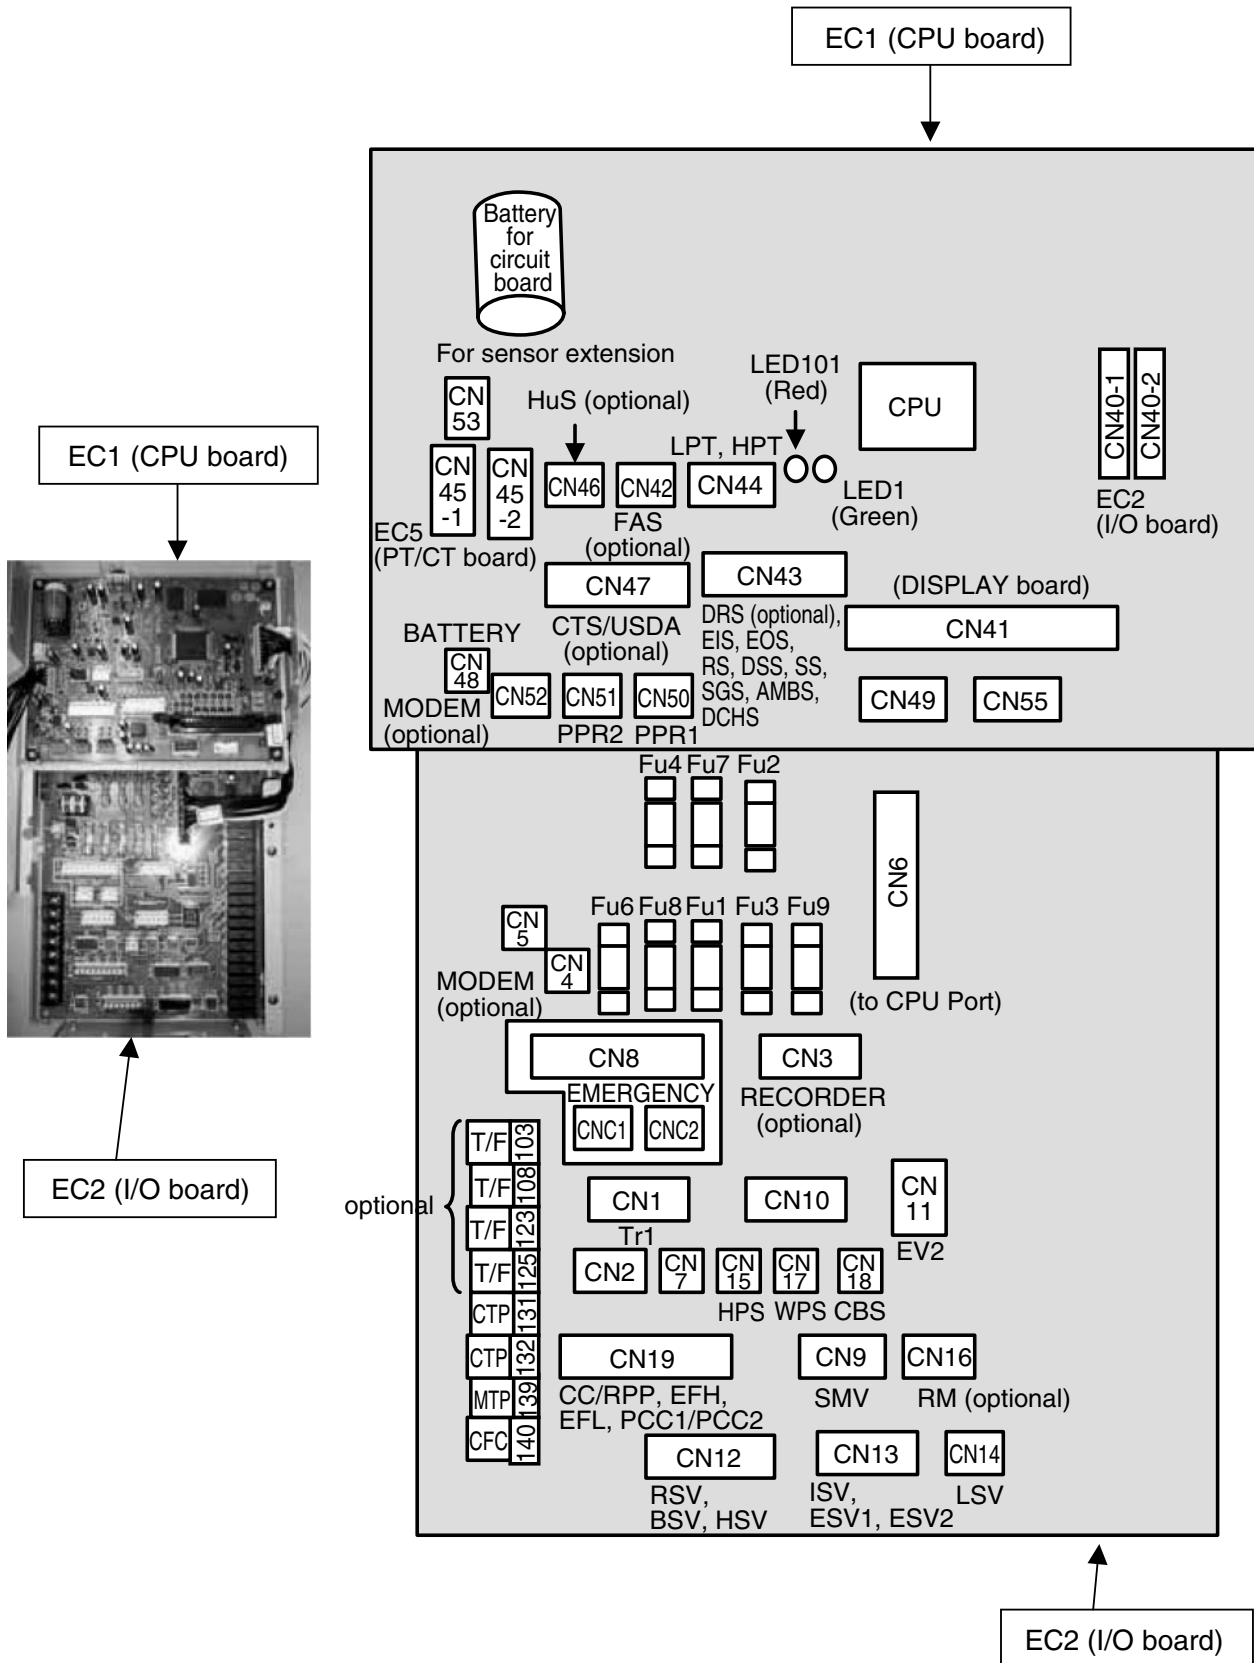 EC1 (CPU board)
Battery
for
circuit
board
For sensor extension
CN
53
HuS (optional)
LED101
(Red)
CPU
CN40-1
CN40-2
EC1 (CPU board)
CN
45
-1
CN
45
-2
LPT, HPT
CN46
CN42
CN44
LED1
(Green)
EC2
(I/O board)
EC5
(PT/CT board)
FAS
(optional)
CN47
CN43
(DISPLAY board)
CN41
BATTERY
CTS/USDA
(optional)
DRS (optional),
EIS, EOS,
RS, DSS, SS,
SGS, AMBS,
DCHS
CN
48
CN52
CN51
CN50
CN49
CN55
MODEM
(optional)
PPR2
PPR1
Fu4
Fu7
Fu2
CN6
CN
5
Fu6
Fu8
Fu1
Fu3
Fu9
CN
4
MODEM
(optional)
(to CPU Port)
CN8
CN3
EMERGENCY
RECORDER
(optional)
CNC1
CNC2
T/F
103
EC2 (I/O board)
optional
T/F
108
T/F
123
T/F
125
CTP
131
CTP
132
MTP
139
CFC
140
CN1
CN10
CN
11
Tr1
EV2
CN2
CN
7
CN
15
CN
17
CN
18
HPS
WPS
CBS
CN19
CN9
CN16
CC/RPP, EFH,
EFL, PCC1/PCC2
SMV
RM (optional)
CN12
CN13
CN14
RSV,
BSV, HSV
ISV,
ESV1, ESV2
LSV
EC2 (I/O board)